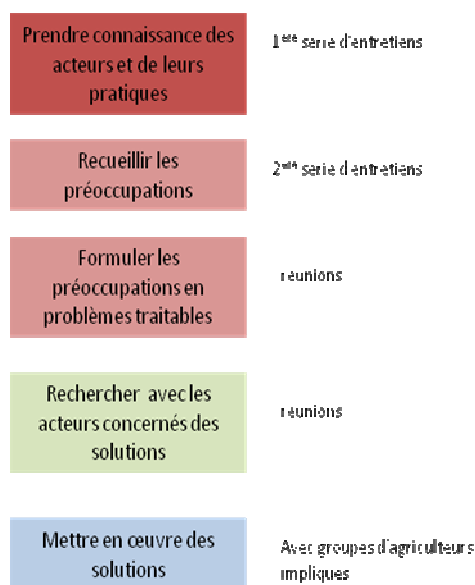 Prendre connaissance des
acteurs et de leurs
pratiques
1ère série d'entretiens
Recueillir les
préoccupations
2ème série d'entretiens
Formuler les
préoccupations en
problèmes traitables
réunions
Rechercher avec les
acteurs concernés des
solutions
réunions
Mettre en œuvre des
solutions
Avec groupes d'agriculteurs
impliqués